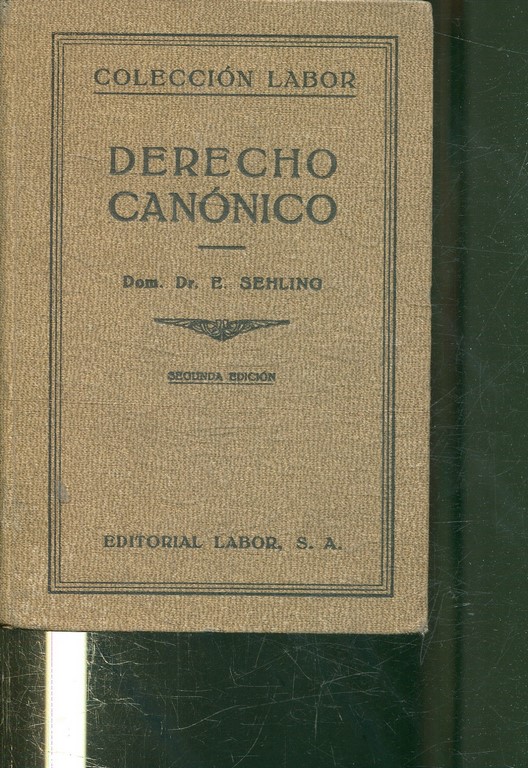 COLECCIÓN LABOR
DERECHO
CANÓNICO
Dom. Dr. E. SEHLING
SEGUNDA EDICIÓN
EDITORIAL LABOR, S. A.